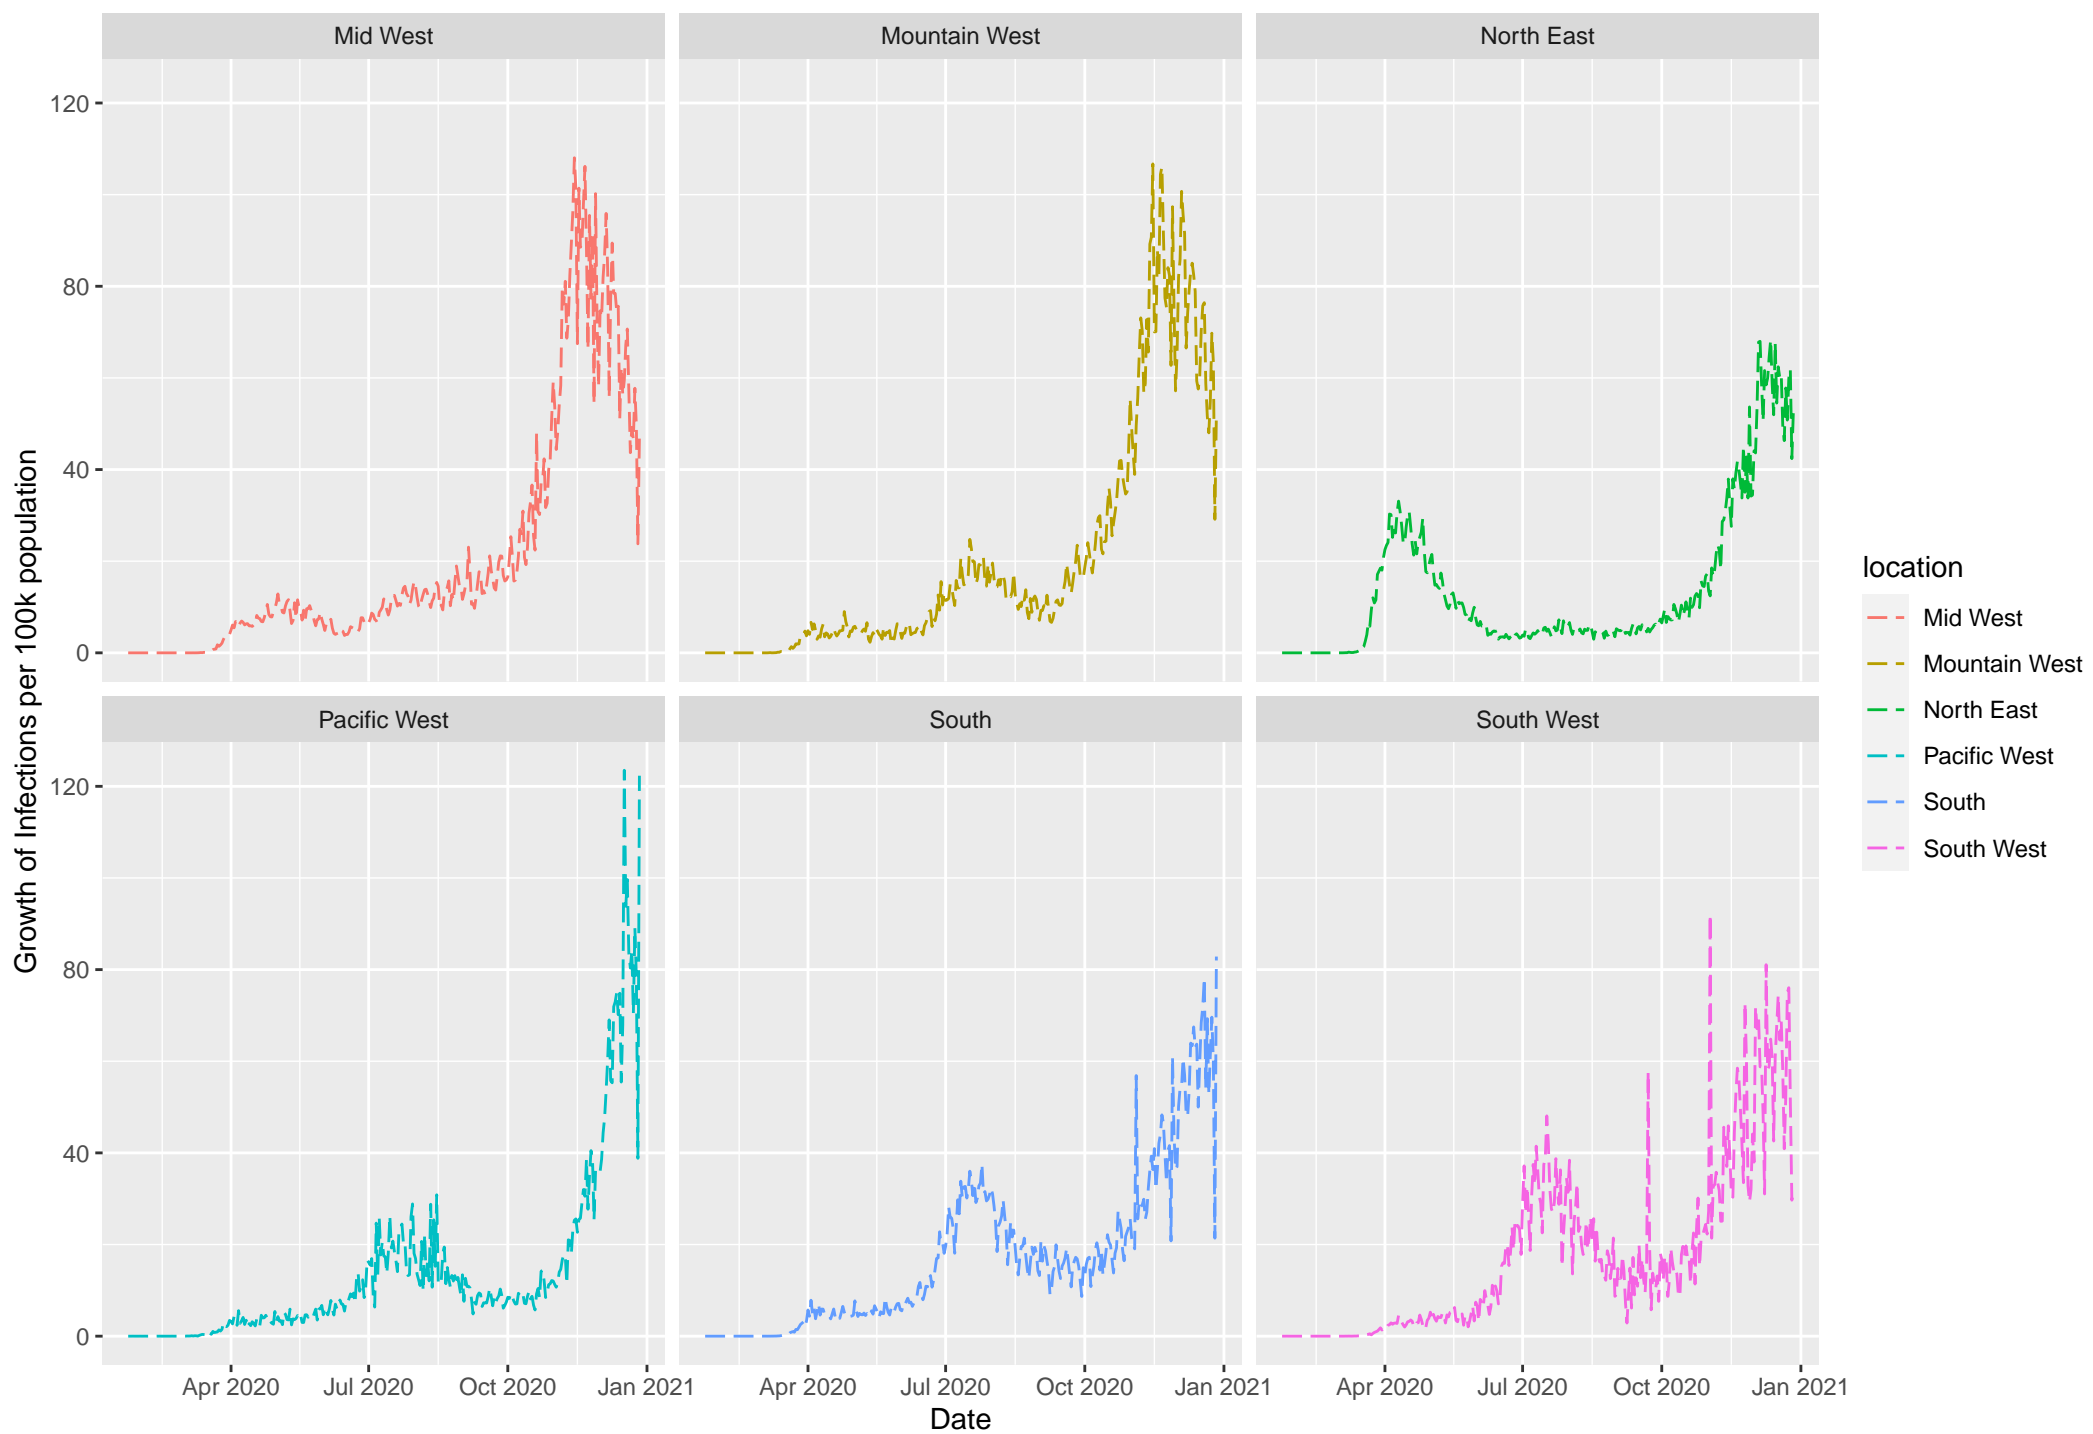 Mid West
Mountain West
North East
120
80
40
0
Pacific West
South
South West
120
80
40
0
Apr 2020 Jul 2020 Oct 2020 Jan 2021
Apr 2020 Jul 2020 Oct 2020 Jan 2021
Apr 2020 Jul 2020 Oct 2020 Jan 2021
Date
Growth of Infections per 100k population
location
Mid West
Mountain West
North East
Pacific West
South
South West